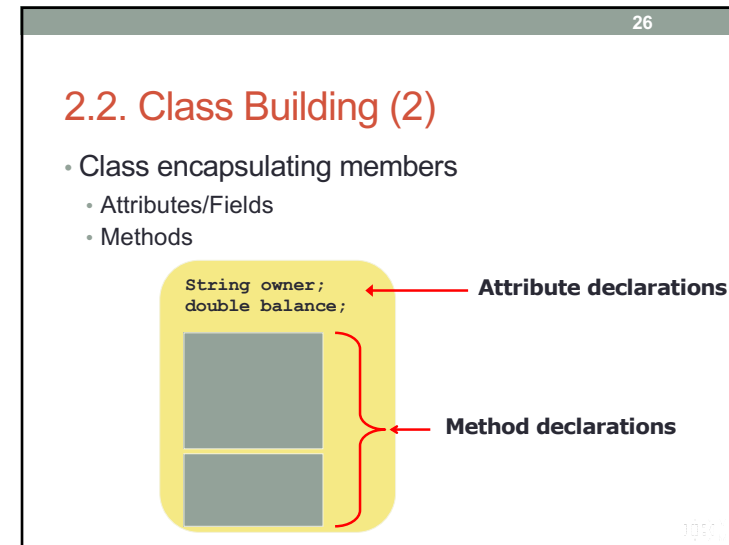 26
2.2. Class Building (2)
• Class encapsulating members
• Attributes/Fields
• Methods
String owner;
double balance;
Attribute declarations
Method declarations